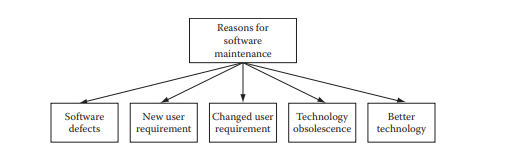 Reasons for
software
maintenance
Software
defects
New user
requirement
Changed user
requirement
Technology
obsolescence
Better
technology